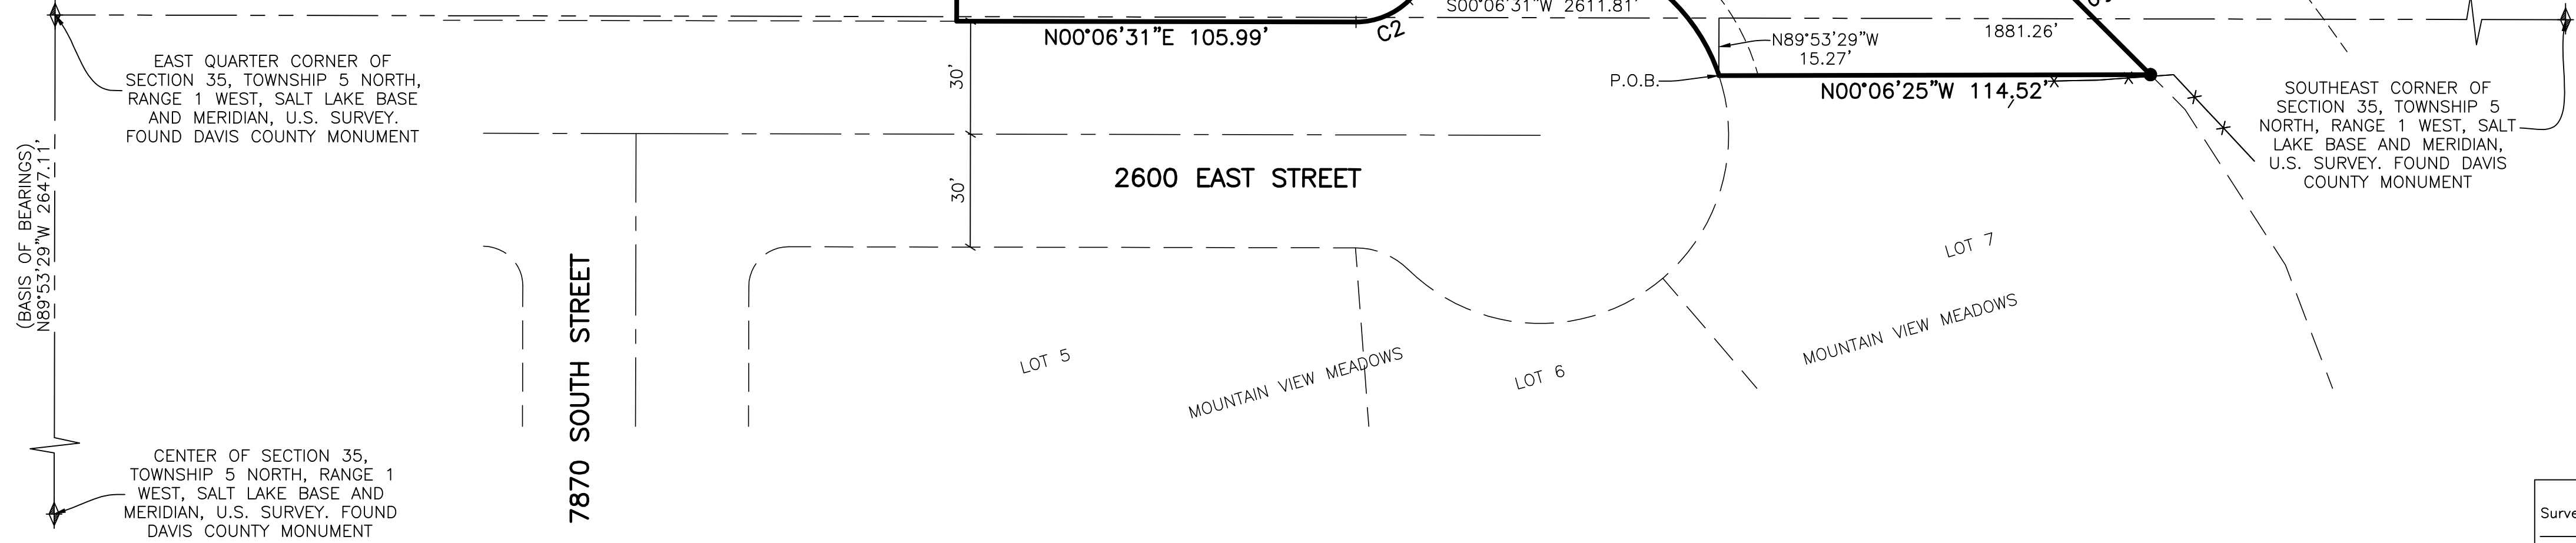 S00°06'31"W 2611.81'
N00°06'31"E 105.99'
C2
N89°53'29"W
15.27'
1881.26'
P.O.B.
N00°06'25"W 114.52'
EAST QUARTER CORNER OF
SECTION 35, TOWNSHIP 5 NORTH,
RANGE 1 WEST, SALT LAKE BASE
AND MERIDIAN, U.S. SURVEY.
FOUND DAVIS COUNTY MONUMENT
SOUTHEAST CORNER OF
SECTION 35, TOWNSHIP 5
NORTH, RANGE 1 WEST, SALT
LAKE BASE AND MERIDIAN,
U.S. SURVEY. FOUND DAVIS
COUNTY MONUMENT
30'
30'
2600 EAST STREET
(BASIS OF BEARINGS)
N89°53'29"W 2647.11'
7870 SOUTH STREET
LOT 7
MOUNTAIN VIEW MEADOWS
LOT 5
MOUNTAIN VIEW MEADOWS
LOT 6
CENTER OF SECTION 35,
TOWNSHIP 5 NORTH, RANGE 1
WEST, SALT LAKE BASE AND
MERIDIAN, U.S. SURVEY. FOUND
DAVIS COUNTY MONUMENT